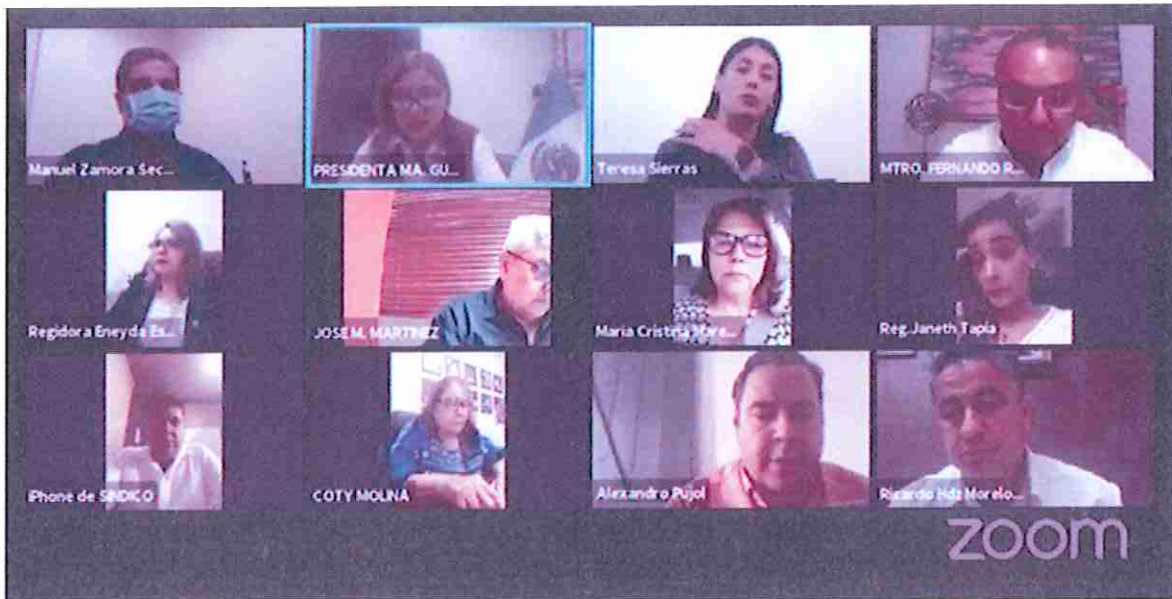 Manuel Zamora Sec...
PRESIDENTA MA. GU...
Teresa Sierras
MTRO. FERNANDO R...
Regidora Eneyda Es...
JOSE M. MARTINEZ
Maria Cristina More...
Reg. Janeth Tapia
iPhone de SINDICO
COTY MOLINA
Alexandro Pujol
Ricardo Hdz Morelo...
zoom